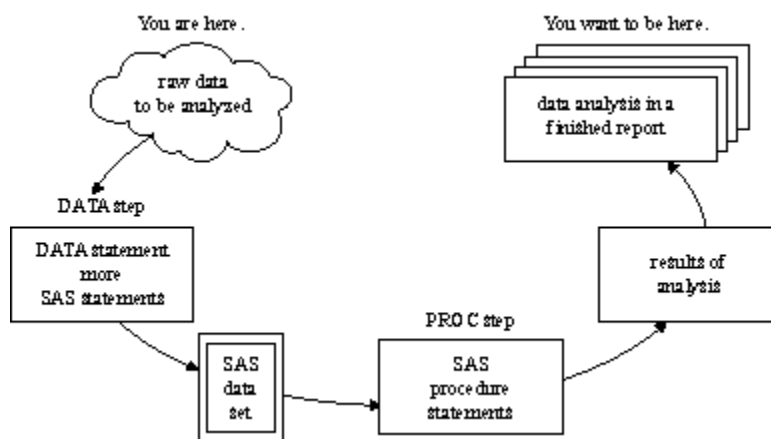 You are here.
You want to be here.
raw data
to be analyzed
data analysis in a
finished report
DATA step
DATA statement
more
SAS statements
results of
analysis
PROC step
SAS
data
set
SAS
procedure
statements